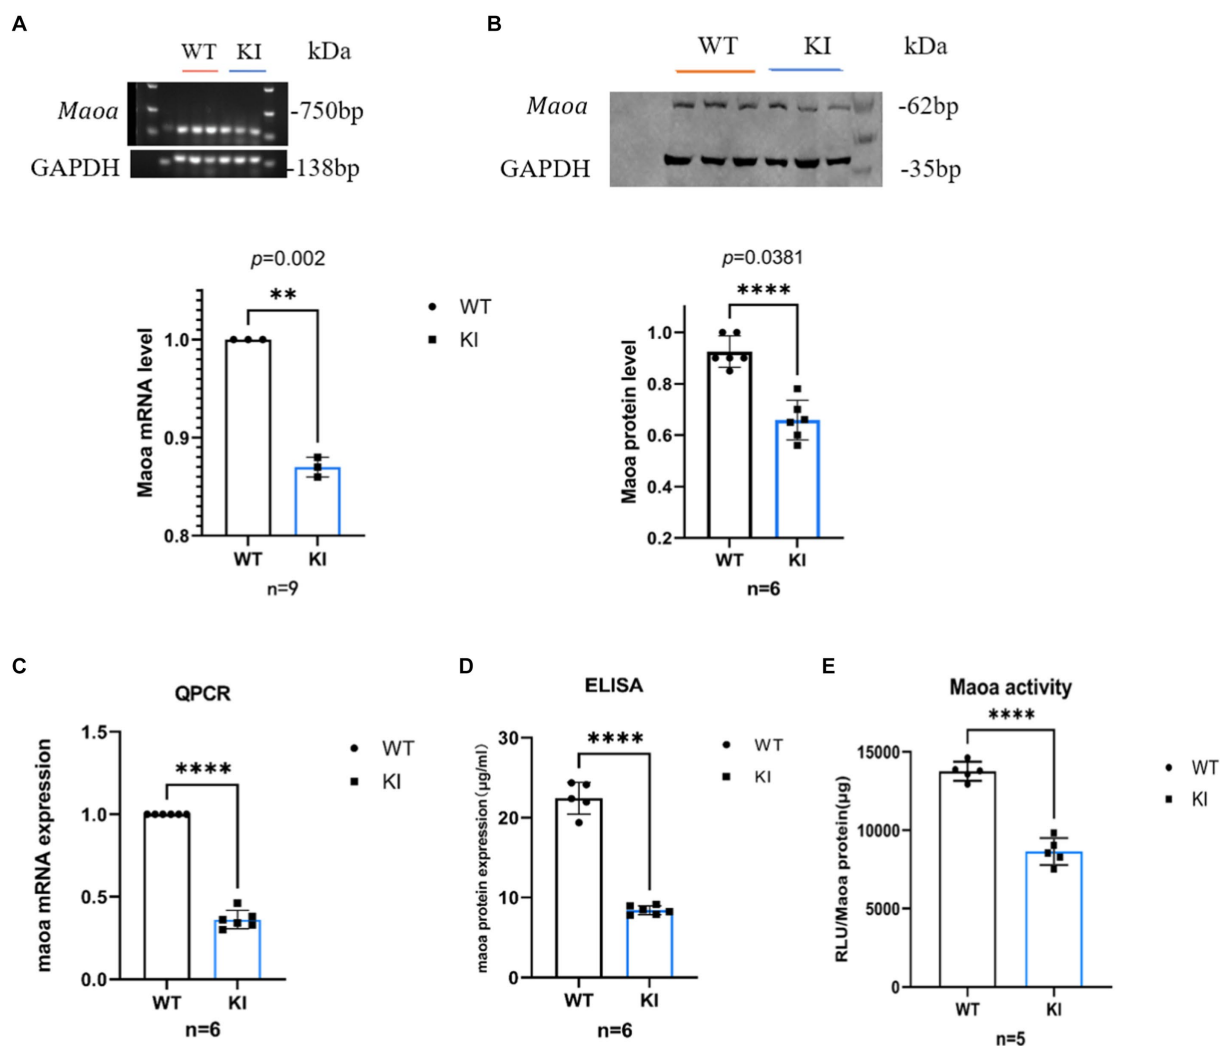 A
WT KI kDa
Maoa -750bp
GAPDH -138bp
p=0.002
**
WT
KI
Maoa mRNA level
1.0
0.9
0.8
WT KI
n=9
B
WT KI kDa
Maoa -62bp
GAPDH -35bp
p=0.0381
****
Maoa protein level
1.0
0.8
0.6
0.4
0.2
WT KI
n=6
C
QPCR
****
WT
KI
maoa mRNA expression
1.5
1.0
0.5
0.0
WT KI
n=6
D
ELISA
****
WT
KI
maoa protein expression(μg/ml)
30
20
10
0
WT KI
n=6
E
Maoa activity
****
WT
KI
RLU/Maoa protein(μg)
15000
10000
5000
0
WT KI
n=5